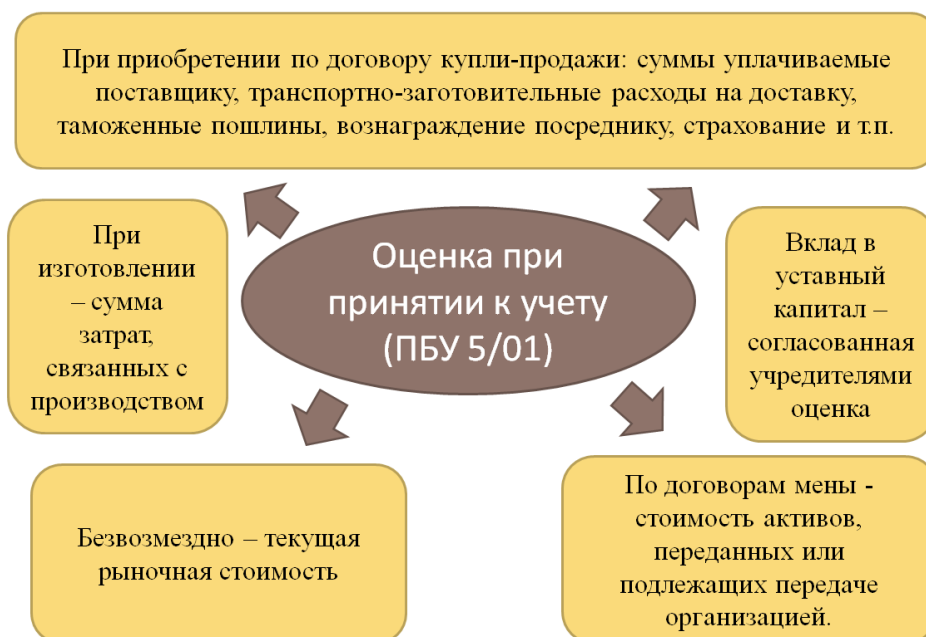 При приобретении по договору купли-продажи: суммы уплачиваемые
поставщику, транспортно-заготовительные расходы на доставку,
таможенные пошлины, вознаграждение посреднику, страхование и т.п.
При
изготовлении
– сумма
затрат,
связанных с
производством
Оценка при
принятии к учету
(ПБУ 5/01)
Вклад в
уставный
капитал –
согласованная
учредителями
оценка
Безвозмездно – текущая
рыночная стоимость
По договорам мены -
стоимость активов,
переданных или
подлежащих передаче
организацией.